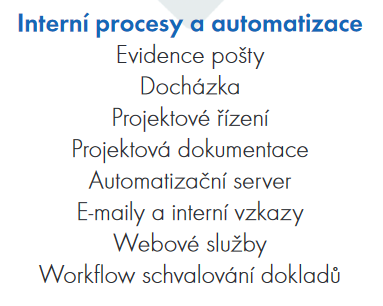 Interní procesy a automatizace
Evidence pošty
Docházka
Projektové řízení
Projektová dokumentace
Automatizační server
E-maily a interní vzkazy
Webové služby
Workflow schvalování dokladů